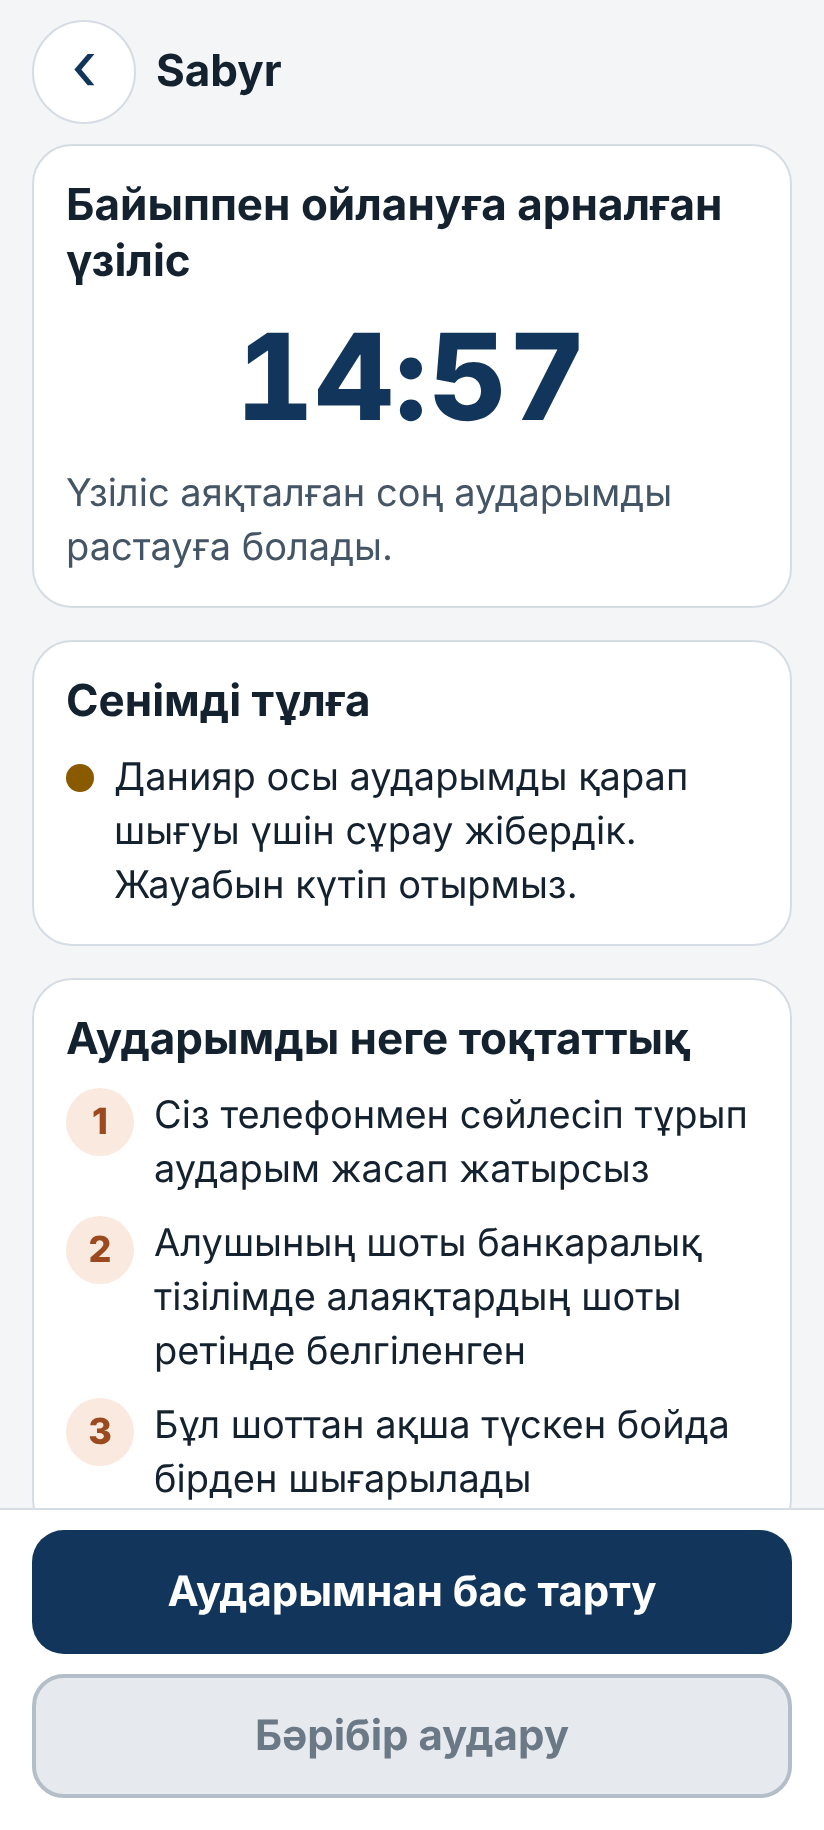 Sabyr
Байыппен ойлануға арналған
үзіліс
14:57
Үзіліс аяқталған соң аударымды
растауға болады.
Сенімді тұлға
Данияр осы аударымды қарап
шығуы үшін сұрау жібердік.
Жауабын күтіп отырмыз.
Аударымды неге тоқтаттық
1 Сіз телефонмен сөйлесіп тұрып
аударым жасап жатырсыз
2 Алушының шоты банкаралық
тізілімде алаяқтардың шоты
ретінде белгіленген
3 Бұл шоттан ақша түскен бойда
бірден шығарылады
Аударымнан бас тарту
Бәрібір аудару